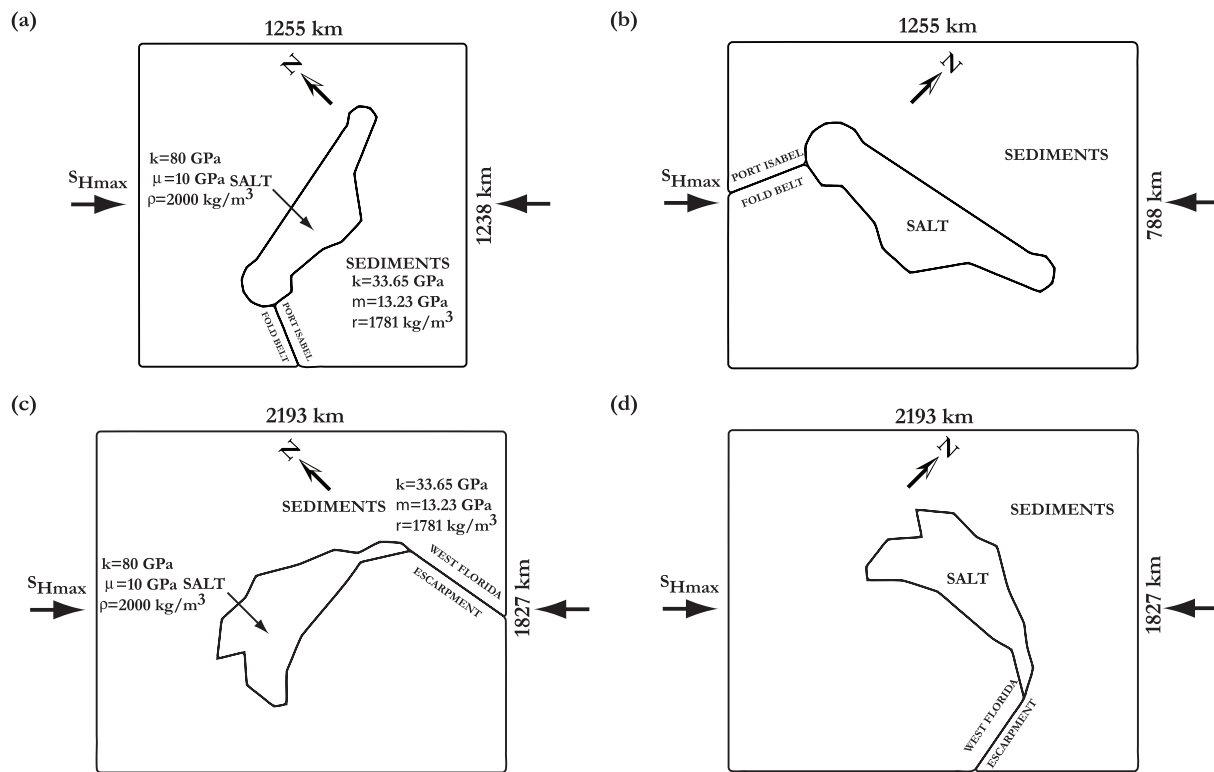 (a)
1255 km
N
k=80 GPa
μ=10 GPa SALT
ρ=2000 kg/m³
SHmax
1238 km
SEDIMENTS
k=33.65 GPa
m=13.23 GPa
r=1781 kg/m³
PORT ISABEL
FOLD BELT
(b)
1255 km
N
SEDIMENTS
PORT ISABEL
FOLD BELT
SHmax
SALT
788 km
(c)
2193 km
N
SEDIMENTS
k=33.65 GPa
m=13.23 GPa
r=1781 kg/m³
k=80 GPa
μ=10 GPa SALT
ρ=2000 kg/m³
WEST FLORIDA
ESCARPMENT
SHmax
1827 km
(d)
2193 km
N
SEDIMENTS
SALT
SHmax
1827 km
WEST FLORIDA
ESCARPMENT